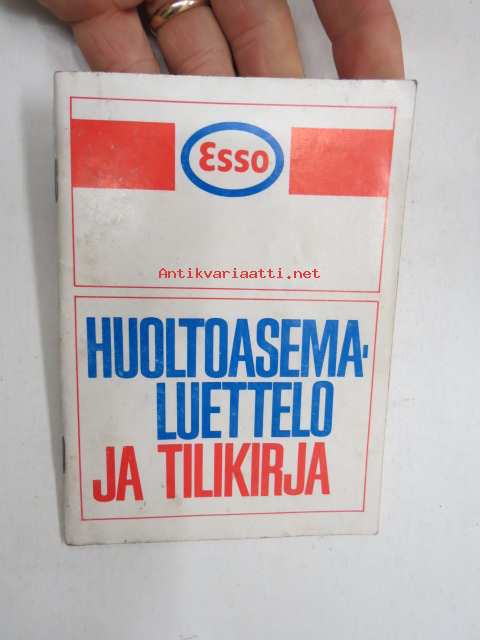 Esso
Antikvariaatti.net
HUOLTOASEMA-
LUETTELO
JA TILIKIRJA